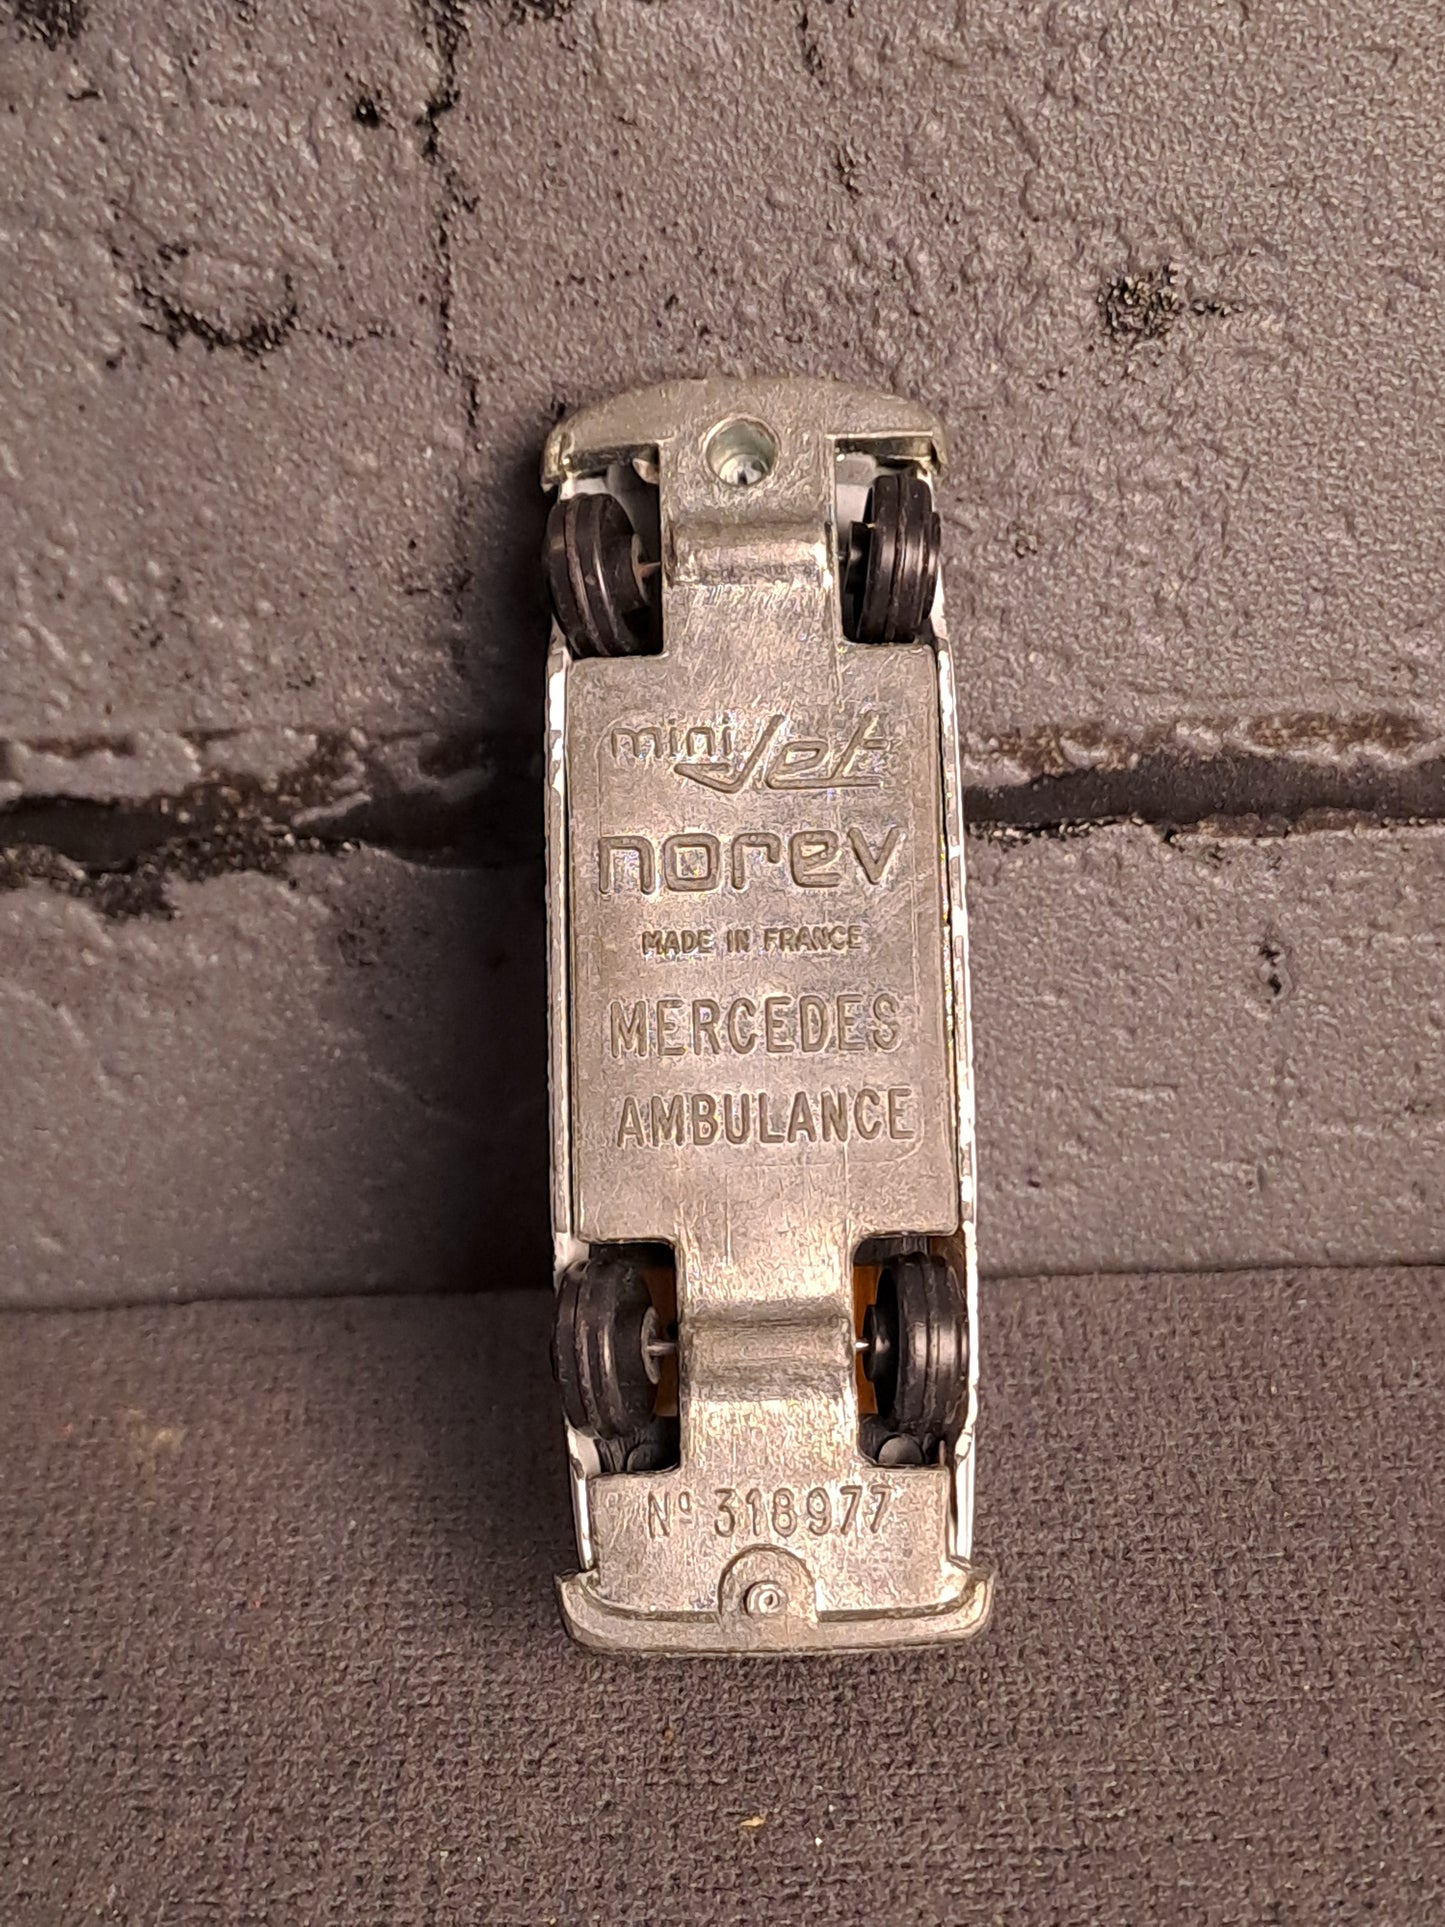 mini Jet
norev
MADE IN FRANCE
MERCEDES
AMBULANCE
Nº 318977